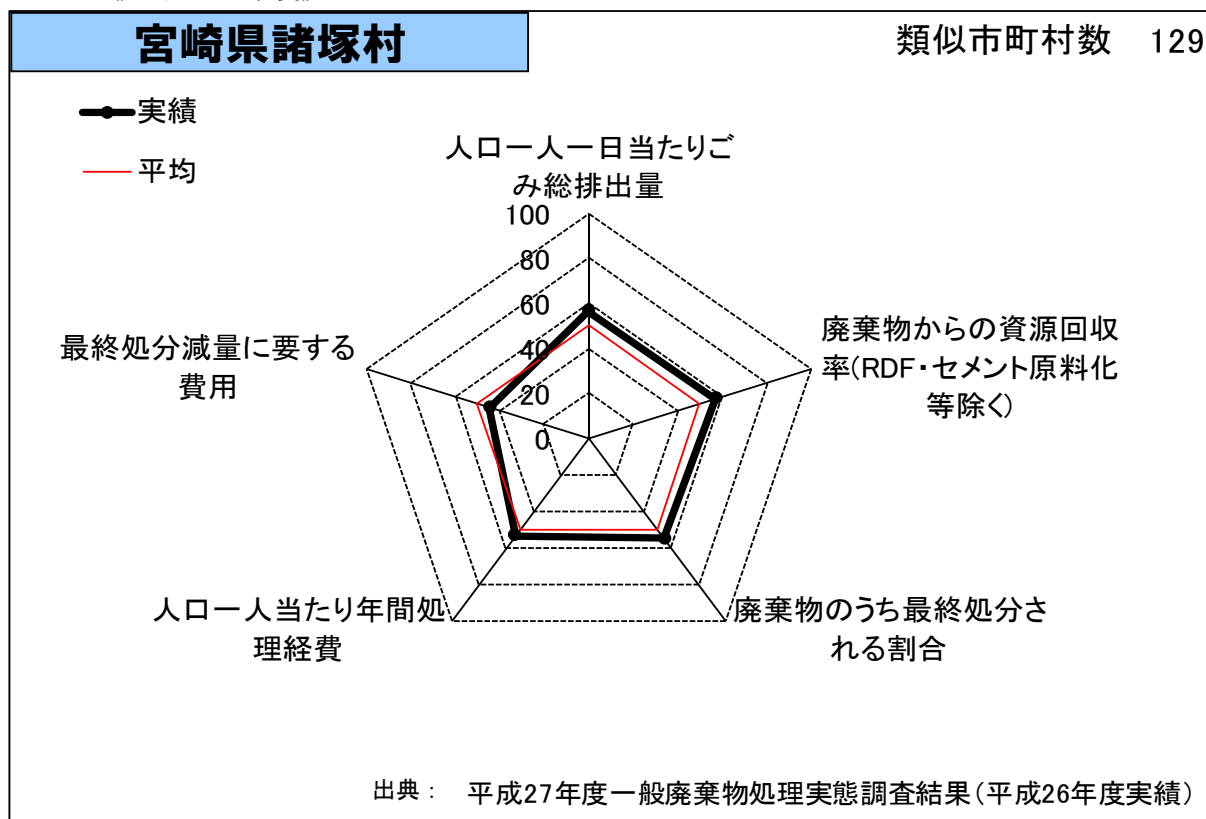 宮崎県諸塚村
類似市町村数 129
実績
平均
人口一人一日当たりご
み総排出量
100
80
60
40
20
0
廃棄物からの資源回収
率(RDF・セメント原料化
等除く)
最終処分減量に要する
費用
人口一人当たり年間処
理経費
廃棄物のうち最終処分さ
れる割合
出典： 平成27年度一般廃棄物処理実態調査結果(平成26年度実績)